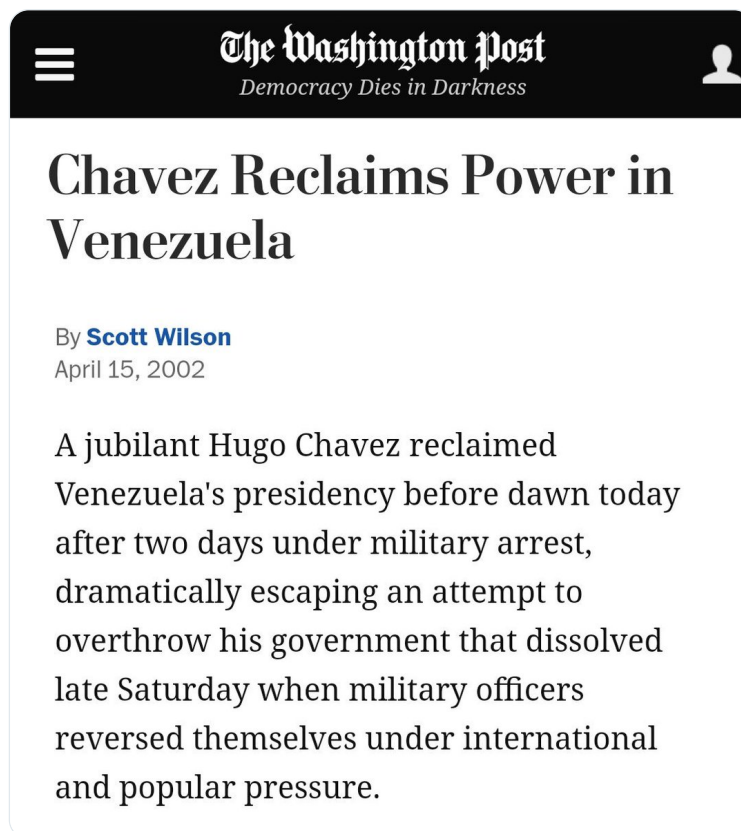 The Washington Post
Democracy Dies in Darkness
Chavez Reclaims Power in
Venezuela
By Scott Wilson
April 15, 2002
A jubilant Hugo Chavez reclaimed
Venezuela's presidency before dawn today
after two days under military arrest,
dramatically escaping an attempt to
overthrow his government that dissolved
late Saturday when military officers
reversed themselves under international
and popular pressure.